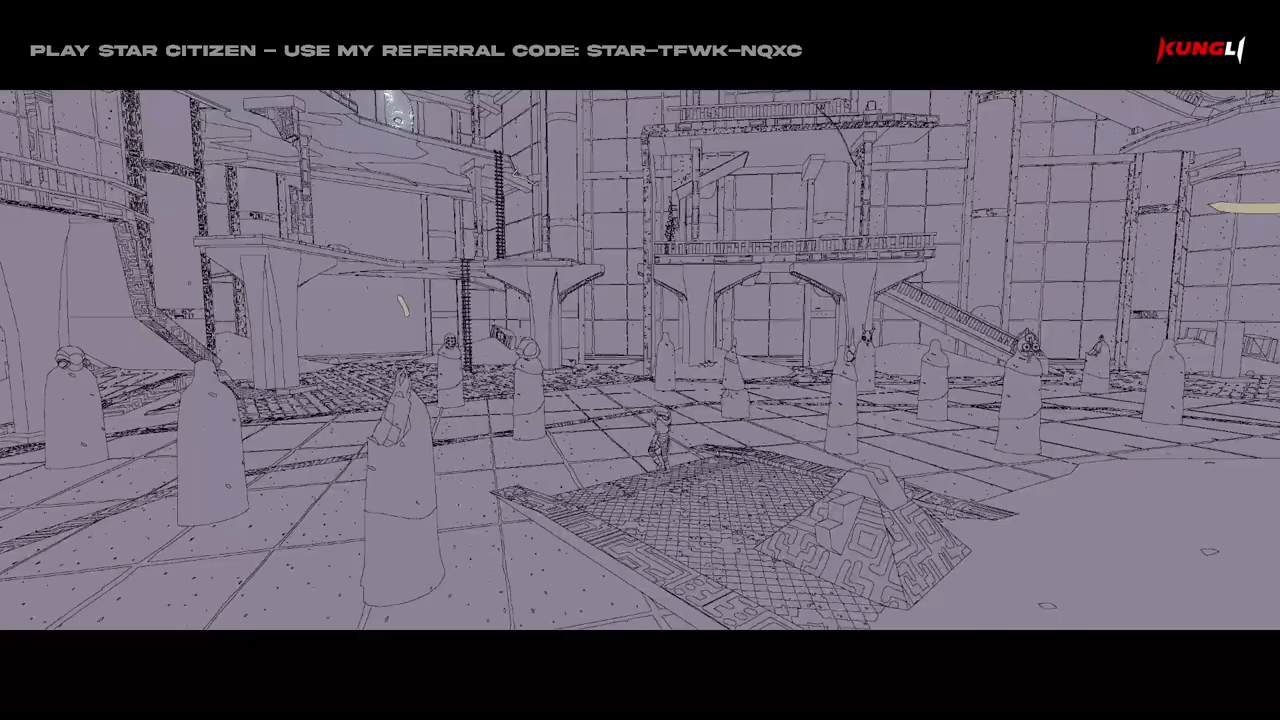 PLAY STAR CITIZEN – USE MY REFERRAL CODE: STAR–TFWK–NQXC
KUNGLI